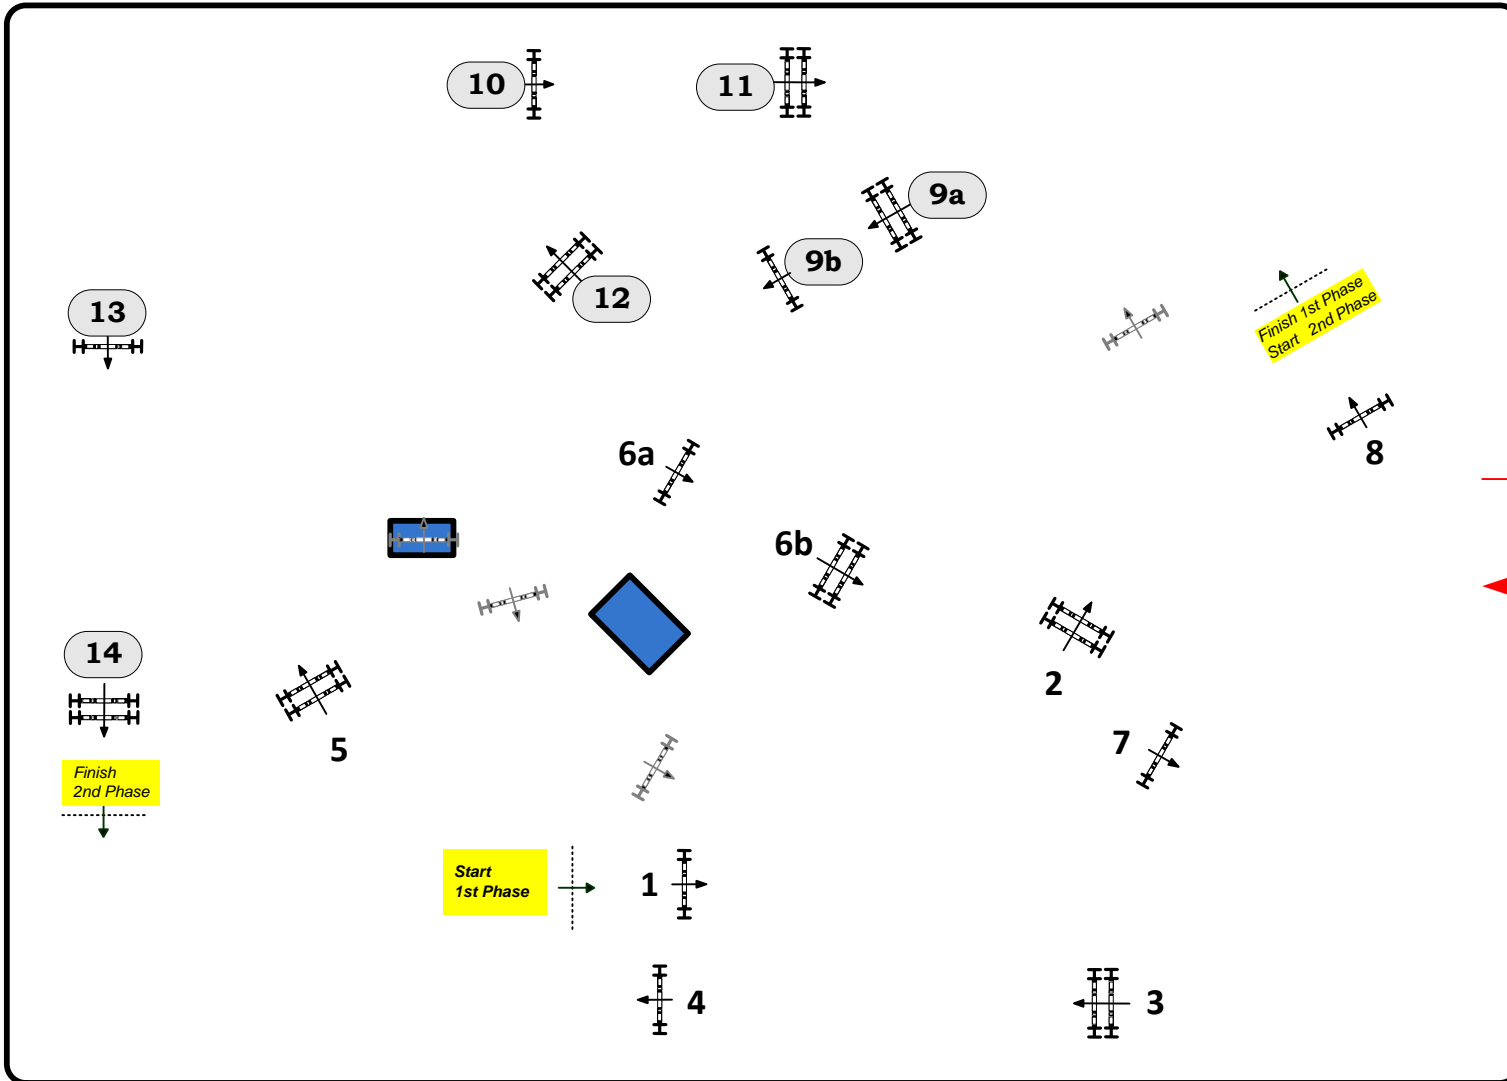 10
11
9a
9b
12
13
Finish 1st Phase
Start 2nd Phase
8
6a
6b
14
2
5
7
Finish
2nd Phase
Start
1st Phase
1
4
3